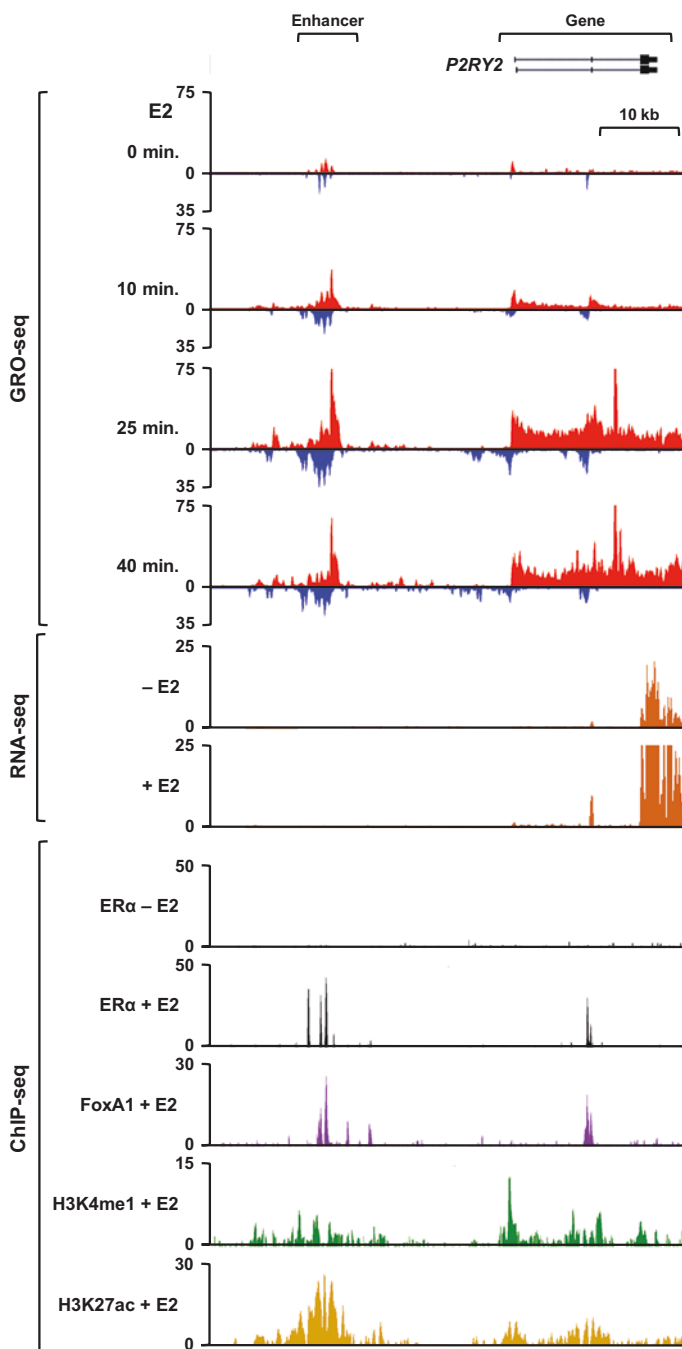 Enhancer
Gene
P2RY2
10 kb
GRO-seq
E2
75
0 min.
0
35
75
10 min.
0
35
75
25 min.
0
35
75
40 min.
0
35
RNA-seq
25
– E2
0
25
+ E2
0
ChIP-seq
50
ERα – E2
0
50
ERα + E2
0
30
FoxA1 + E2
0
15
H3K4me1 + E2
0
30
H3K27ac + E2
0